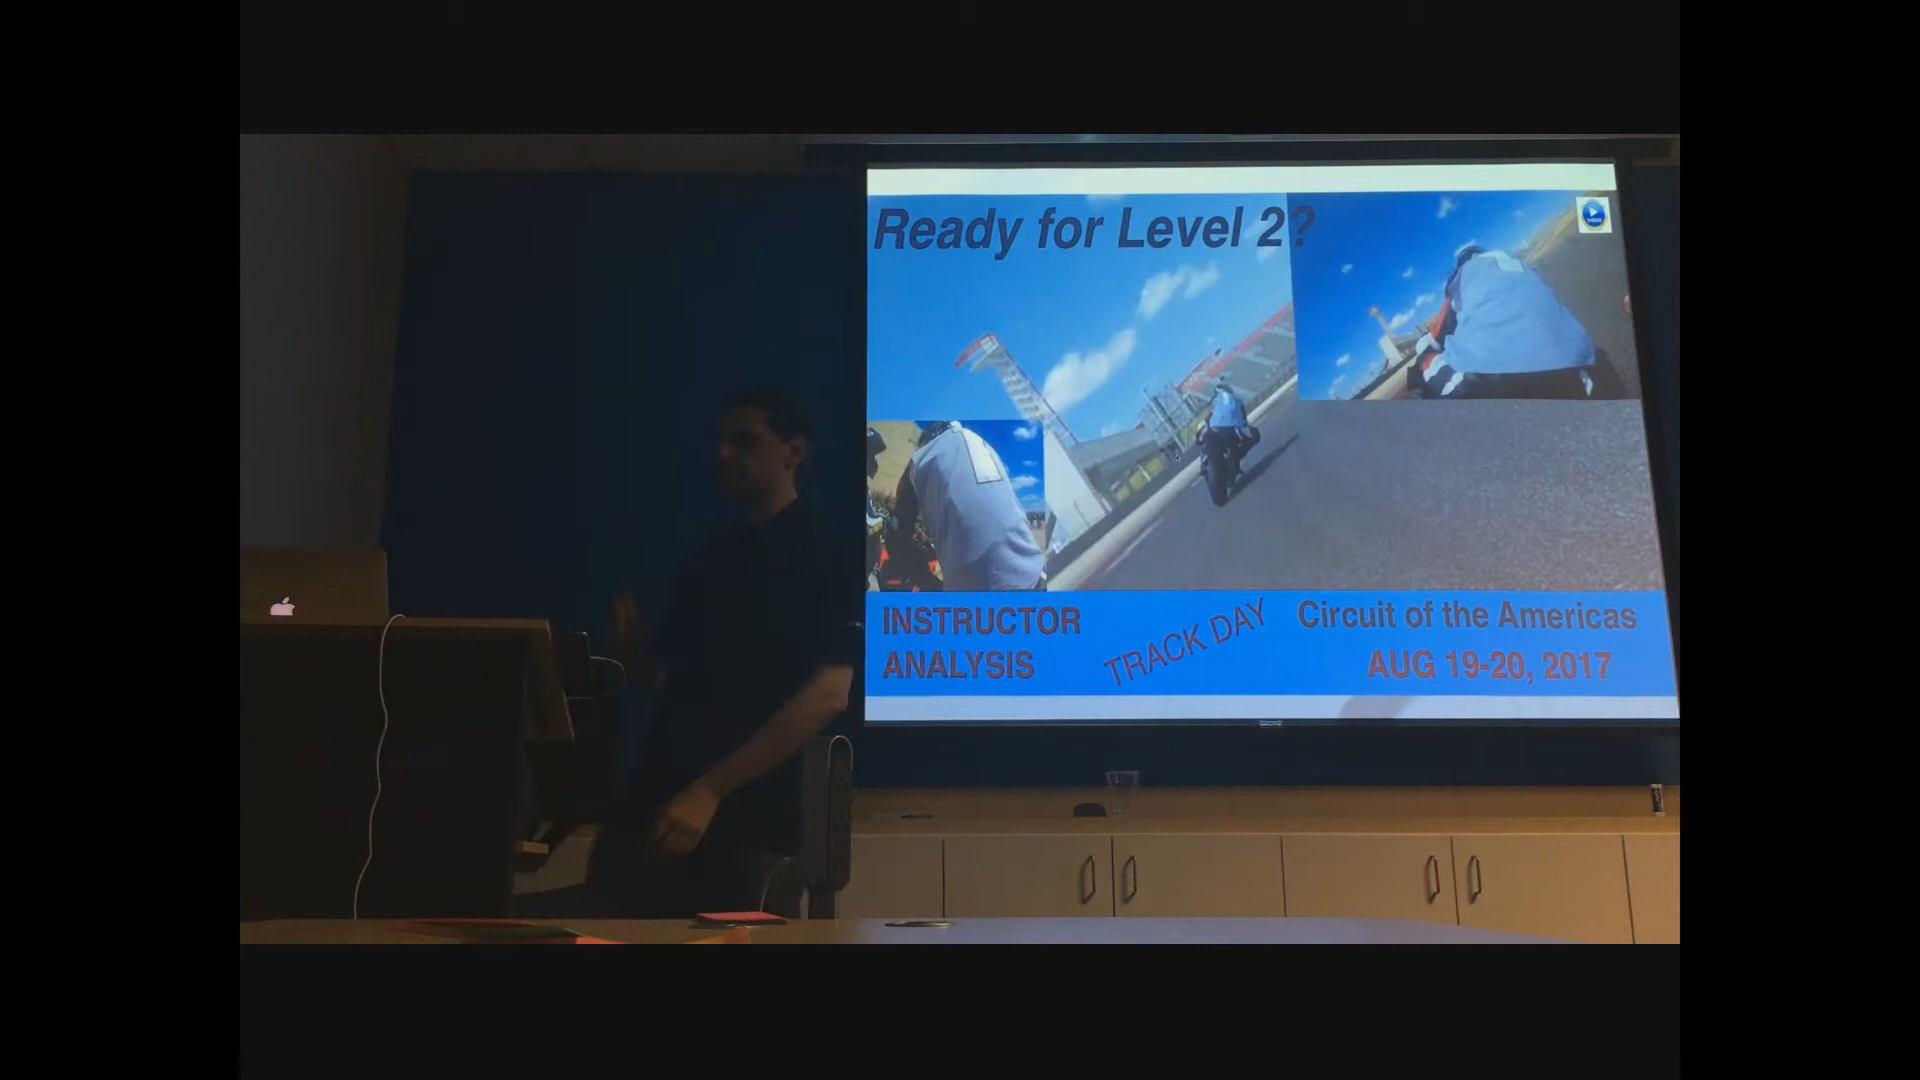 Ready for Level 2?
INSTRUCTOR
ANALYSIS
TRACK DAY
Circuit of the Americas
AUG 19-20, 2017